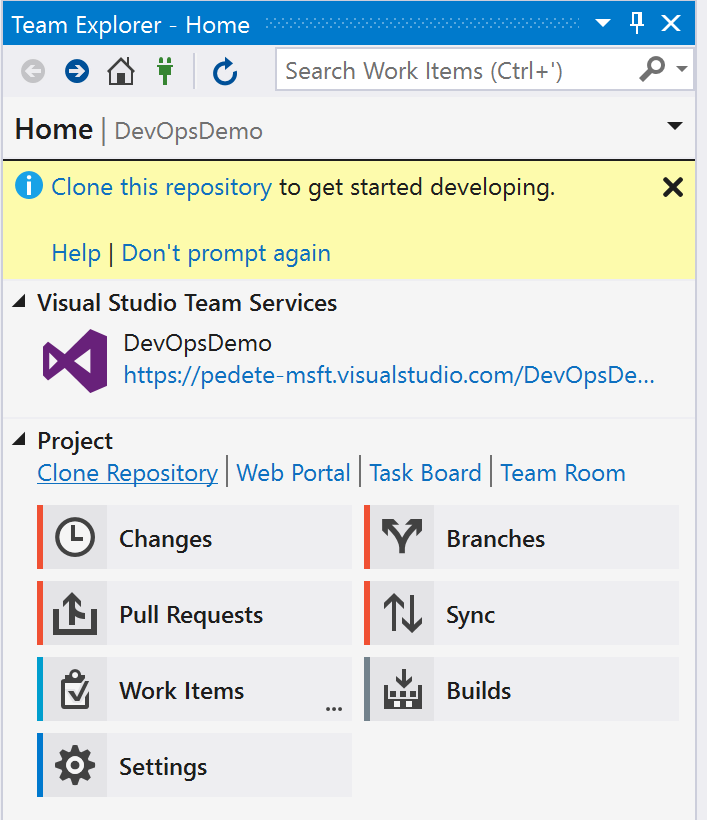 Team Explorer - Home
Search Work Items (Ctrl+')
Home | DevOpsDemo
Clone this repository to get started developing.
Help | Don't prompt again
Visual Studio Team Services
DevOpsDemo
https://pedete-msft.visualstudio.com/DevOpsDe...
Project
Clone Repository | Web Portal | Task Board | Team Room
Changes
Branches
Pull Requests
Sync
Work Items ...
Builds
Settings